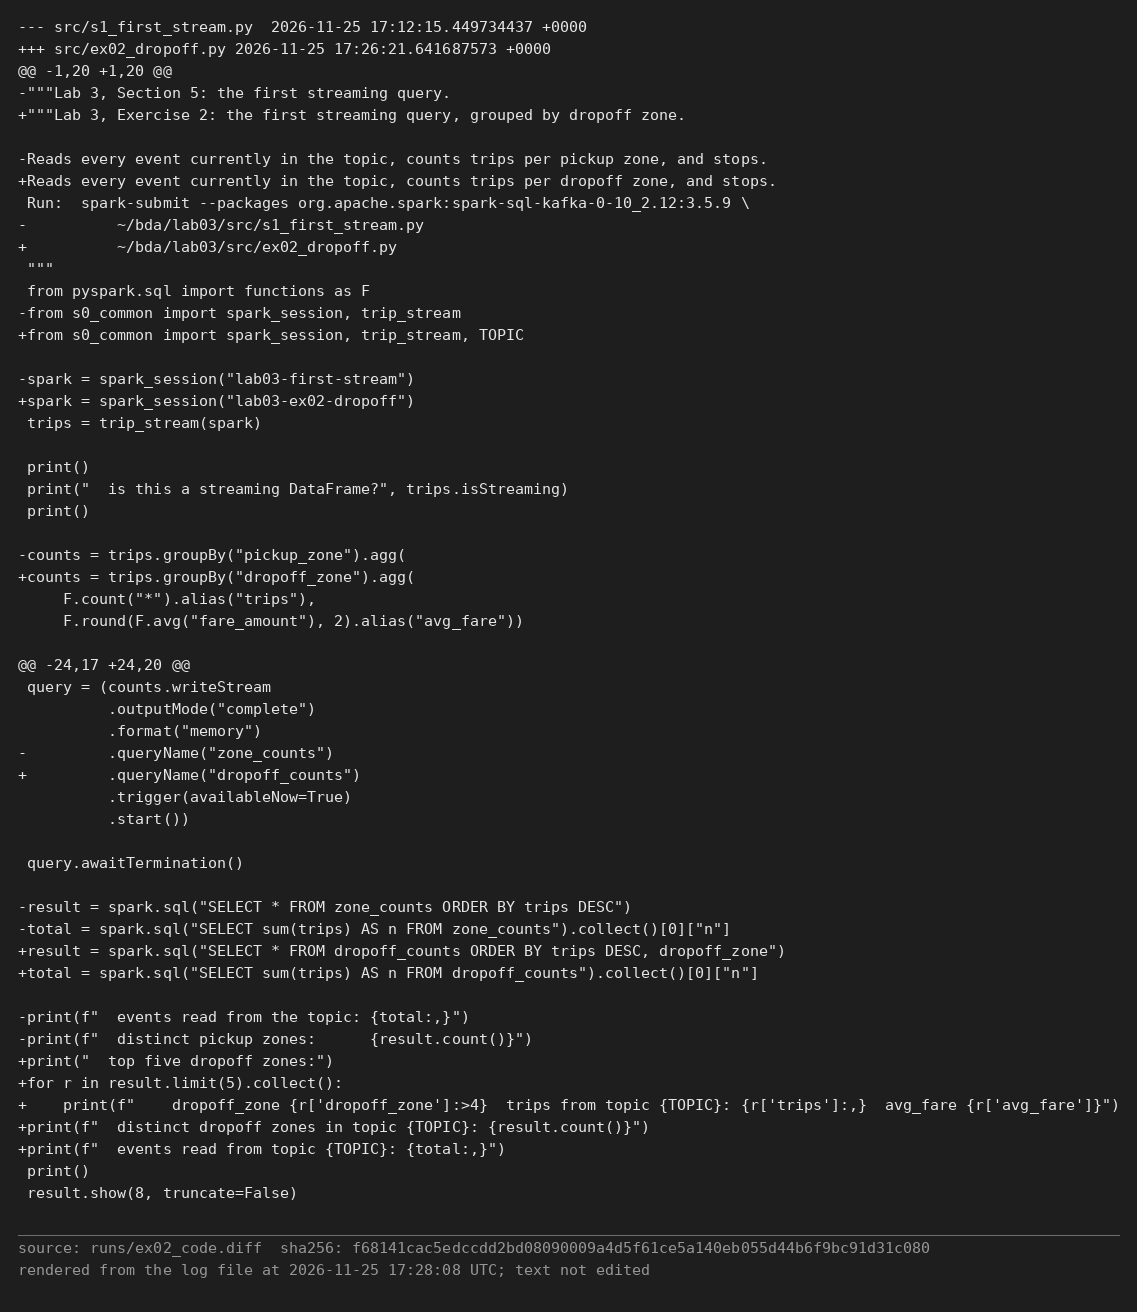 --- src/s1_first_stream.py  2026-11-25 17:12:15.449734437 +0000
+++ src/ex02_dropoff.py 2026-11-25 17:26:21.641687573 +0000
@@ -1,20 +1,20 @@
-"""Lab 3, Section 5: the first streaming query.
+"""Lab 3, Exercise 2: the first streaming query, grouped by dropoff zone.

-Reads every event currently in the topic, counts trips per pickup zone, and stops.
+Reads every event currently in the topic, counts trips per dropoff zone, and stops.
 Run:  spark-submit --packages org.apache.spark:spark-sql-kafka-0-10_2.12:3.5.9 \
-          ~/bda/lab03/src/s1_first_stream.py
+          ~/bda/lab03/src/ex02_dropoff.py
 """
 from pyspark.sql import functions as F
-from s0_common import spark_session, trip_stream
+from s0_common import spark_session, trip_stream, TOPIC

-spark = spark_session("lab03-first-stream")
+spark = spark_session("lab03-ex02-dropoff")
 trips = trip_stream(spark)

 print()
 print("  is this a streaming DataFrame?", trips.isStreaming)
 print()

-counts = trips.groupBy("pickup_zone").agg(
+counts = trips.groupBy("dropoff_zone").agg(
     F.count("*").alias("trips"),
     F.round(F.avg("fare_amount"), 2).alias("avg_fare"))

@@ -24,17 +24,20 @@
 query = (counts.writeStream
          .outputMode("complete")
          .format("memory")
-         .queryName("zone_counts")
+         .queryName("dropoff_counts")
          .trigger(availableNow=True)
          .start())

 query.awaitTermination()

-result = spark.sql("SELECT * FROM zone_counts ORDER BY trips DESC")
-total = spark.sql("SELECT sum(trips) AS n FROM zone_counts").collect()[0]["n"]
+result = spark.sql("SELECT * FROM dropoff_counts ORDER BY trips DESC, dropoff_zone")
+total = spark.sql("SELECT sum(trips) AS n FROM dropoff_counts").collect()[0]["n"]

-print(f"  events read from the topic: {total:,}")
-print(f"  distinct pickup zones:      {result.count()}")
+print("  top five dropoff zones:")
+for r in result.limit(5).collect():
+    print(f"    dropoff_zone {r['dropoff_zone']:>4}  trips from topic {TOPIC}: {r['trips']:,}  avg_fare {r['avg_fare']}")
+print(f"  distinct dropoff zones in topic {TOPIC}: {result.count()}")
+print(f"  events read from topic {TOPIC}: {total:,}")
 print()
 result.show(8, truncate=False)

source: runs/ex02_code.diff  sha256: f68141cac5edccdd2bd08090009a4d5f61ce5a140eb055d44b6f9bc91d31c080
rendered from the log file at 2026-11-25 17:28:08 UTC; text not edited